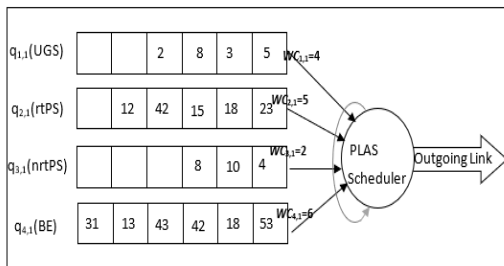 q1,1(UGS) 2 8 3 5 WC1,1=4
q2,1(rtPS) 12 42 15 18 23 WC2,1=5
q3,1(nrtPS) 8 10 4 WC3,1=2
q4,1(BE) 31 13 43 42 18 53 WC4,1=6
PLAS
Scheduler
Outgoing Link